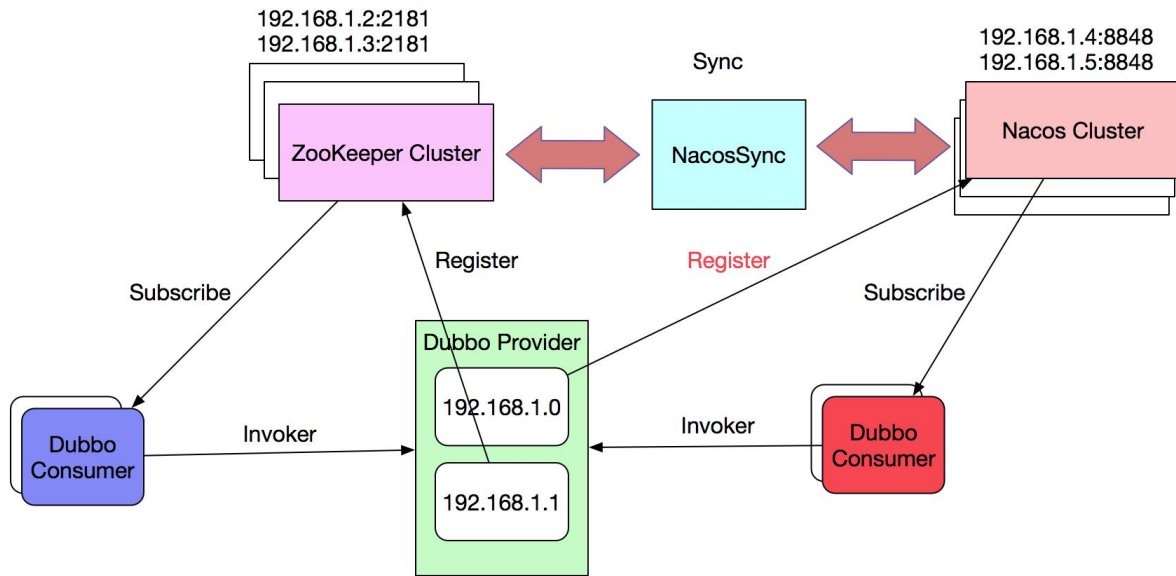 192.168.1.2:2181
192.168.1.3:2181
Sync
192.168.1.4:8848
192.168.1.5:8848
ZooKeeper Cluster
NacosSync
Nacos Cluster
Register
Register
Subscribe
Subscribe
Dubbo Provider
192.168.1.0
192.168.1.1
Invoker
Invoker
Dubbo
Consumer
Dubbo
Consumer